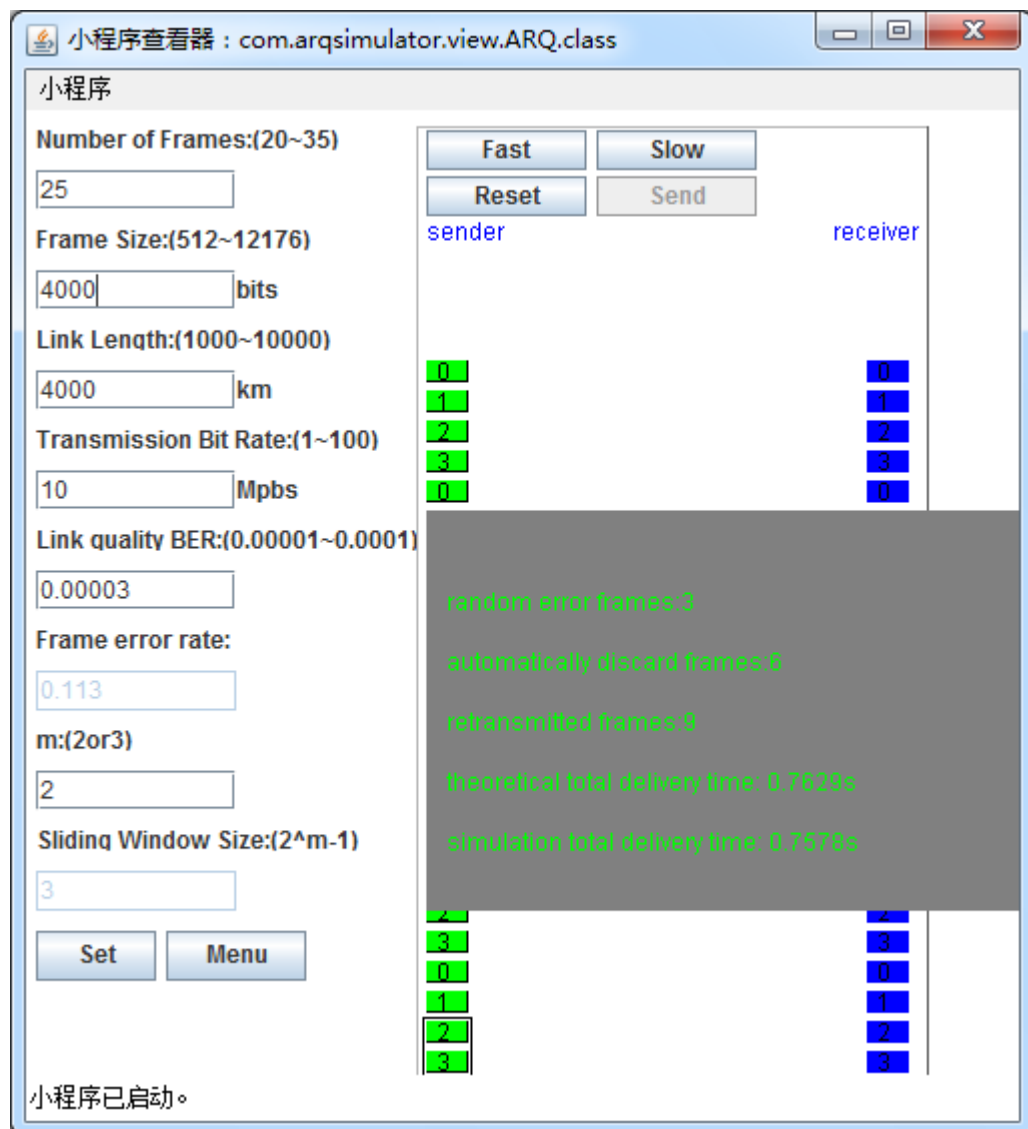 小程序查看器：com.arqsimulator.view.ARQ.class
小程序
Number of Frames:(20~35)
25
Frame Size:(512~12176)
4000 bits
Link Length:(1000~10000)
4000 km
Transmission Bit Rate:(1~100)
10 Mpbs
Link quality BER:(0.00001~0.0001)
0.00003
Frame error rate:
0.113
m:(2or3)
2
Sliding Window Size:(2^m-1)
3
Set Menu
Fast Slow
Reset Send
sender receiver
0 0
1 1
2 2
3 3
0 0
random error frames:3
automatically discard frames:6
retransmitted frames:9
theoretical total delivery time: 0.7629s
simulation total delivery time: 0.7578s
2 2
3 3
0 0
1 1
2 2
3 3
小程序已启动。